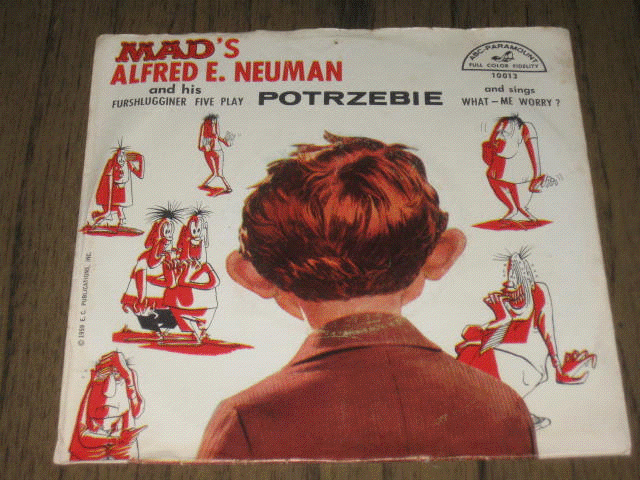 MAD'S
ALFRED E. NEUMAN
and his
FURSHLUGGINER FIVE PLAY POTRZEBIE
and sings
WHAT—ME WORRY?
ABC-PARAMOUNT
FULL COLOR FIDELITY
10013
© 1959 E. C. PUBLICATIONS, INC.